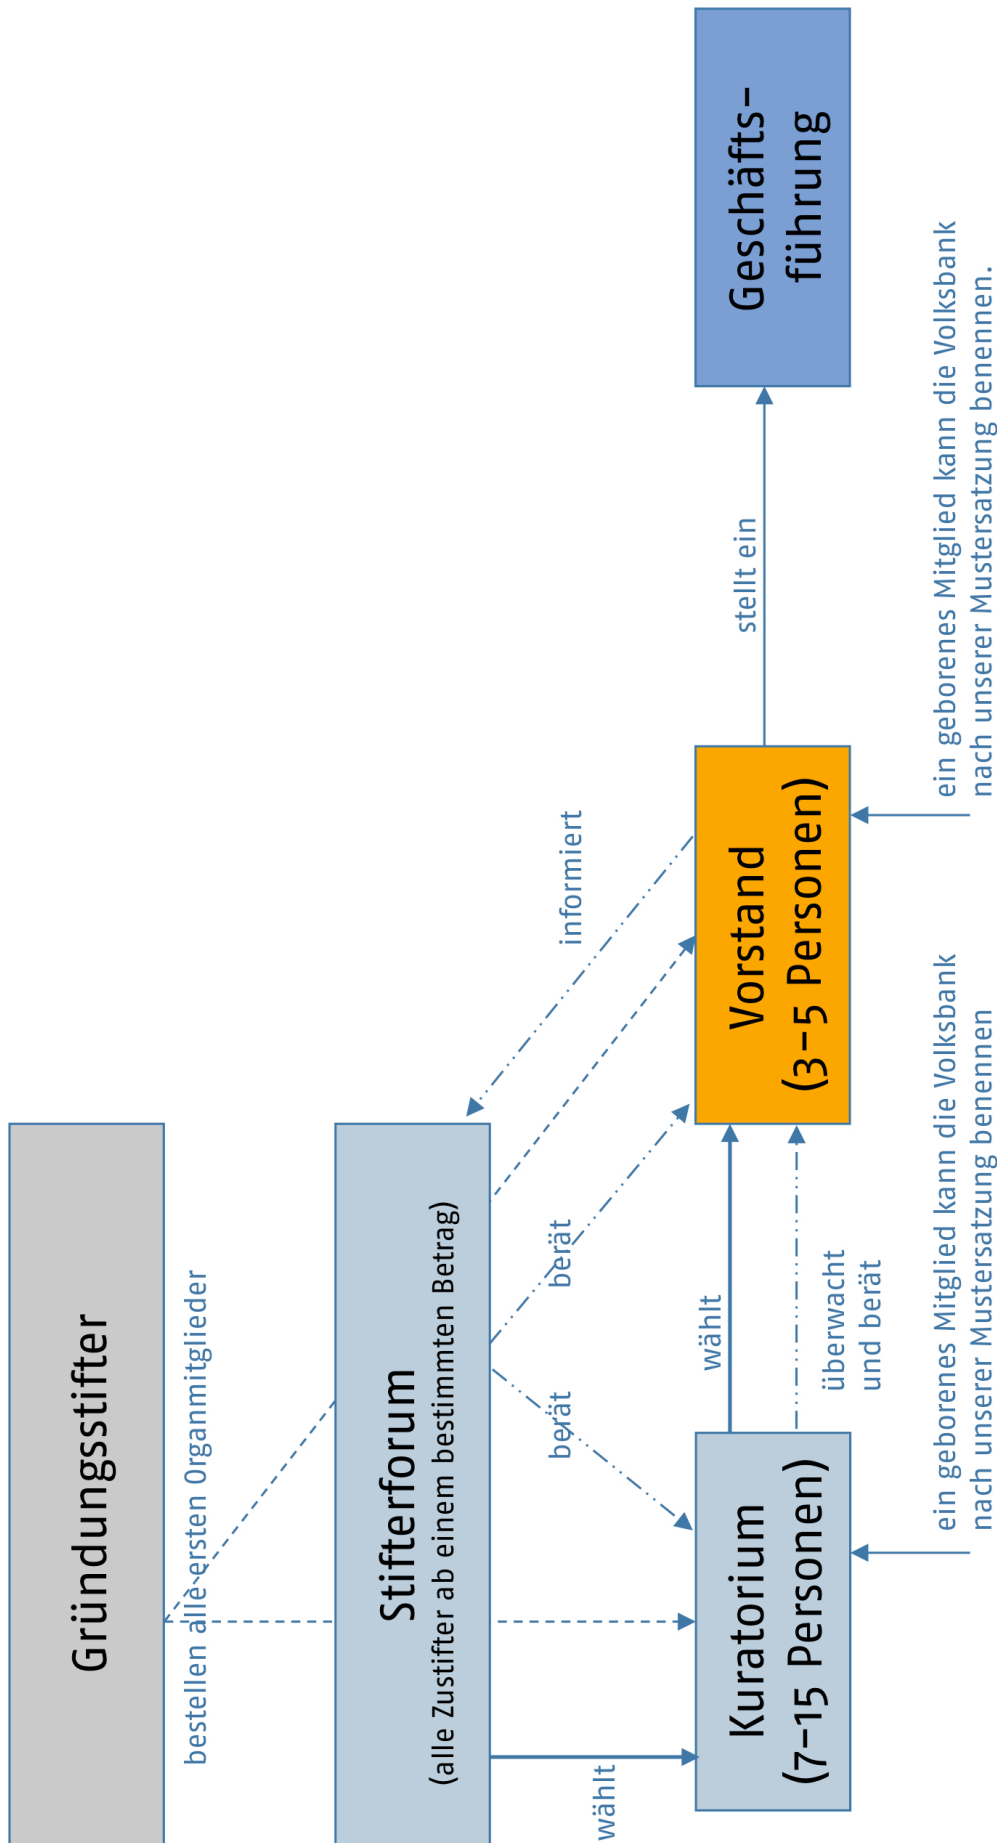 Gründungsstifter
bestellen alle ersten Organmitglieder
Stifterforum
(alle Zustifter ab einem bestimmten Betrag)
wählt
berät
berät
informiert
Kuratorium
(7–15 Personen)
wählt
überwacht
und berät
Vorstand
(3–5 Personen)
stellt ein
Geschäfts-
führung
ein geborenes Mitglied kann die Volksbank
nach unserer Mustersatzung benennen
ein geborenes Mitglied kann die Volksbank
nach unserer Mustersatzung benennen.